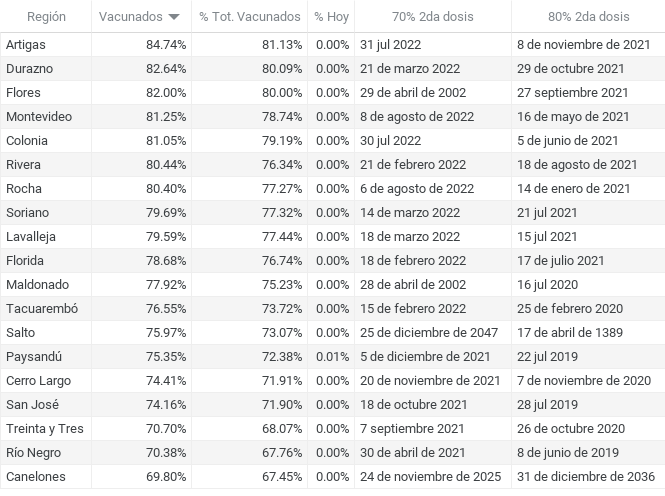 Región Vacunados % Tot. Vacunados % Hoy 70% 2da dosis 80% 2da dosis
Artigas 84.74% 81.13% 0.00% 31 jul 2022 8 de noviembre de 2021
Durazno 82.64% 80.09% 0.00% 21 de marzo 2022 29 de octubre 2021
Flores 82.00% 80.00% 0.00% 29 de abril de 2002 27 septiembre 2021
Montevideo 81.25% 78.74% 0.00% 8 de agosto de 2022 16 de mayo de 2021
Colonia 81.05% 79.19% 0.00% 30 jul 2022 5 de junio de 2021
Rivera 80.44% 76.34% 0.00% 21 de febrero 2022 18 de agosto de 2021
Rocha 80.40% 77.27% 0.00% 6 de agosto de 2022 14 de enero de 2021
Soriano 79.69% 77.32% 0.00% 14 de marzo 2022 21 jul 2021
Lavalleja 79.59% 77.44% 0.00% 18 de marzo 2022 15 jul 2021
Florida 78.68% 76.74% 0.00% 18 de febrero 2022 17 de julio 2021
Maldonado 77.92% 75.23% 0.00% 28 de abril de 2002 16 jul 2020
Tacuarembó 76.55% 73.72% 0.00% 15 de febrero 2022 25 de febrero 2020
Salto 75.97% 73.07% 0.00% 25 de diciembre de 2047 17 de abril de 1389
Paysandú 75.35% 72.38% 0.01% 5 de diciembre de 2021 22 jul 2019
Cerro Largo 74.41% 71.91% 0.00% 20 de noviembre de 2021 7 de noviembre de 2020
San José 74.16% 71.90% 0.00% 18 de octubre 2021 28 jul 2019
Treinta y Tres 70.70% 68.07% 0.00% 7 septiembre 2021 26 de octubre 2020
Río Negro 70.38% 67.76% 0.00% 30 de abril de 2021 8 de junio de 2019
Canelones 69.80% 67.45% 0.00% 24 de noviembre de 2025 31 de diciembre de 2036